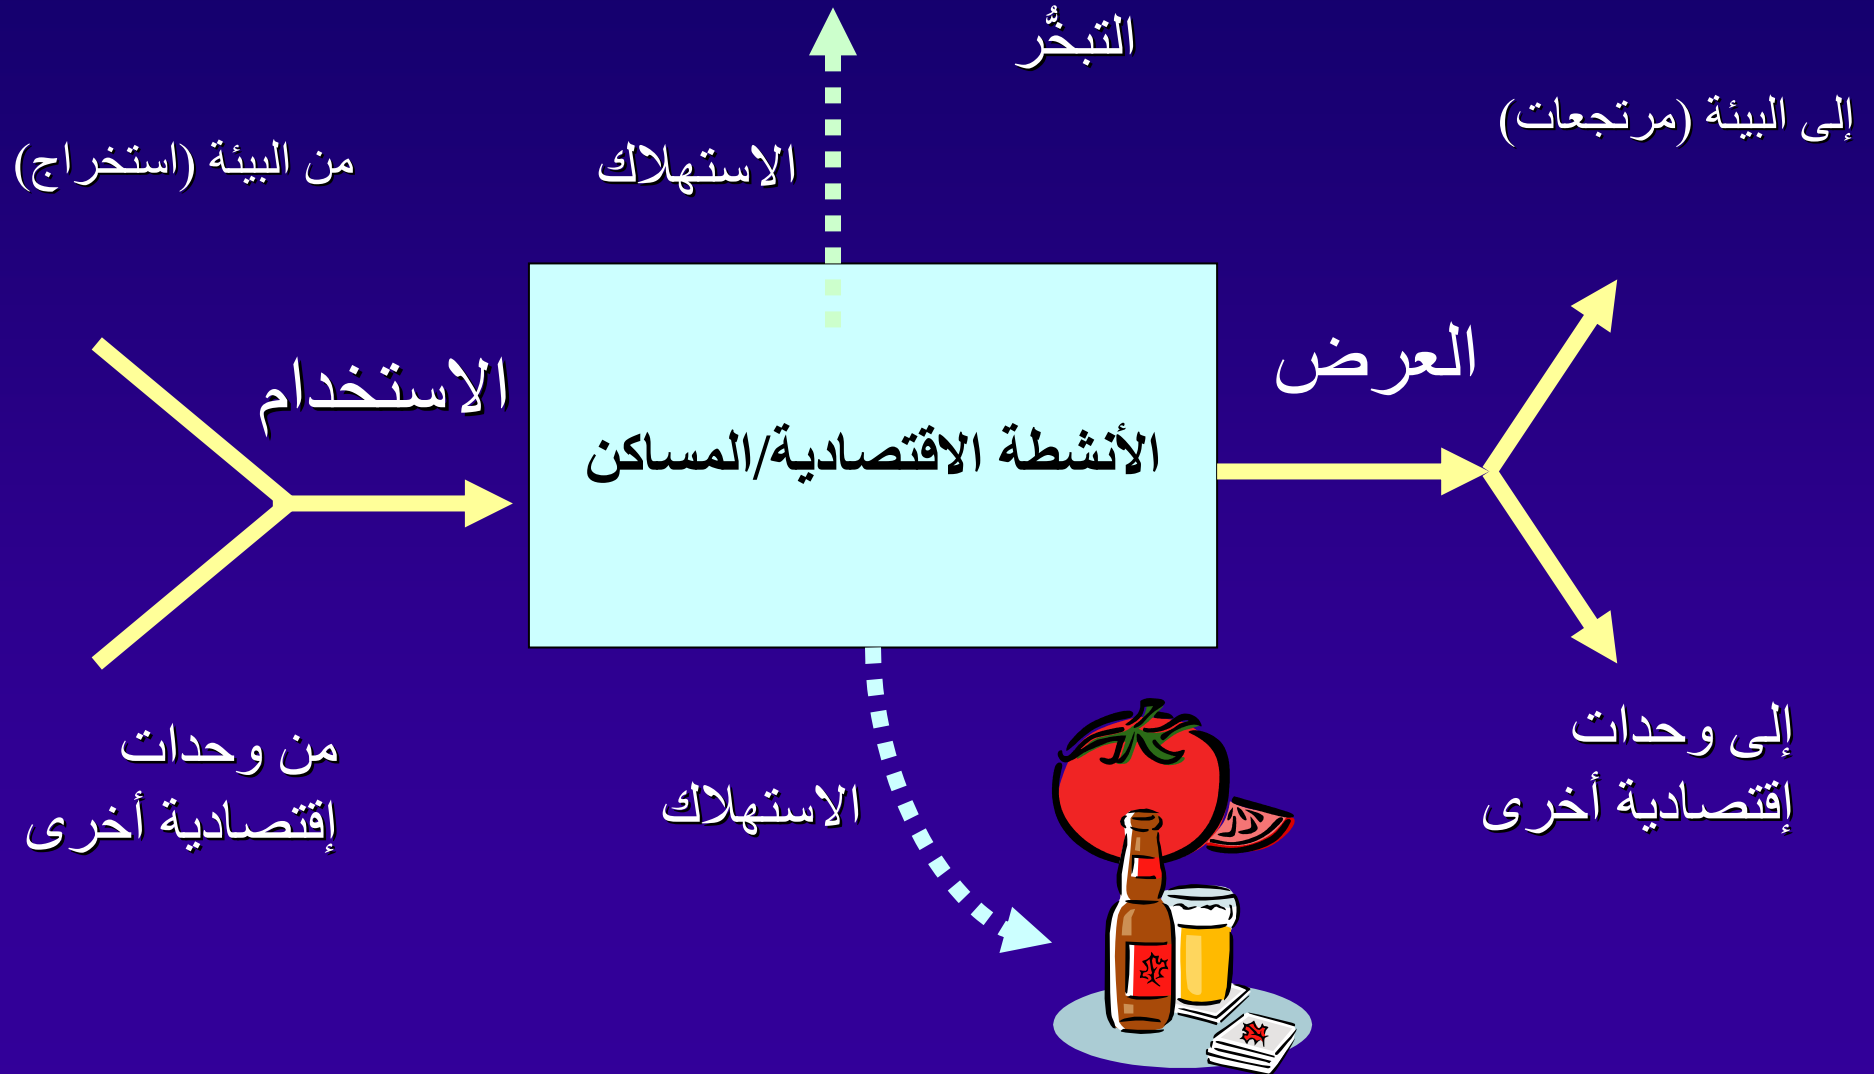 التبخُّر
إلى البيئة (مرتجعات)
الاستهلاك
من البيئة (استخراج)
العرض
الاستخدام
الأنشطة الاقتصادية/المساكن
إلى وحدات
إقتصادية أخرى
الاستهلاك
من وحدات
إقتصادية أخرى